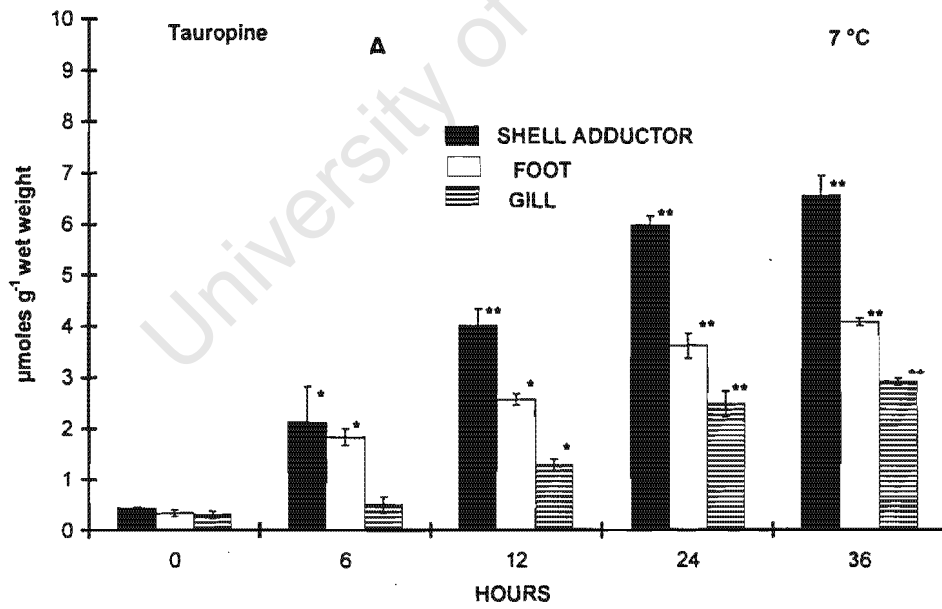 Tauropine
A
7 °C
University of
SHELL ADDUCTOR
FOOT
GILL
µmoles g-1 wet weight
10
9
8
7
6
5
4
3
2
1
0
**
**
**
**
**
**
**
*
*
*
*
0 6 12 24 36
HOURS